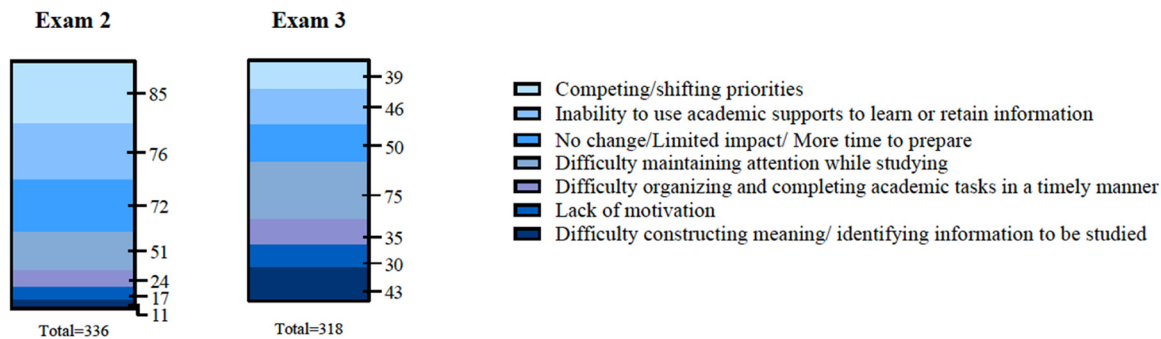 Exam 2
Exam 3
85
76
72
51
24
17
11
Total=336
39
46
50
75
35
30
43
Total=318
Competing/shifting priorities
Inability to use academic supports to learn or retain information
No change/Limited impact/ More time to prepare
Difficulty maintaining attention while studying
Difficulty organizing and completing academic tasks in a timely manner
Lack of motivation
Difficulty constructing meaning/ identifying information to be studied